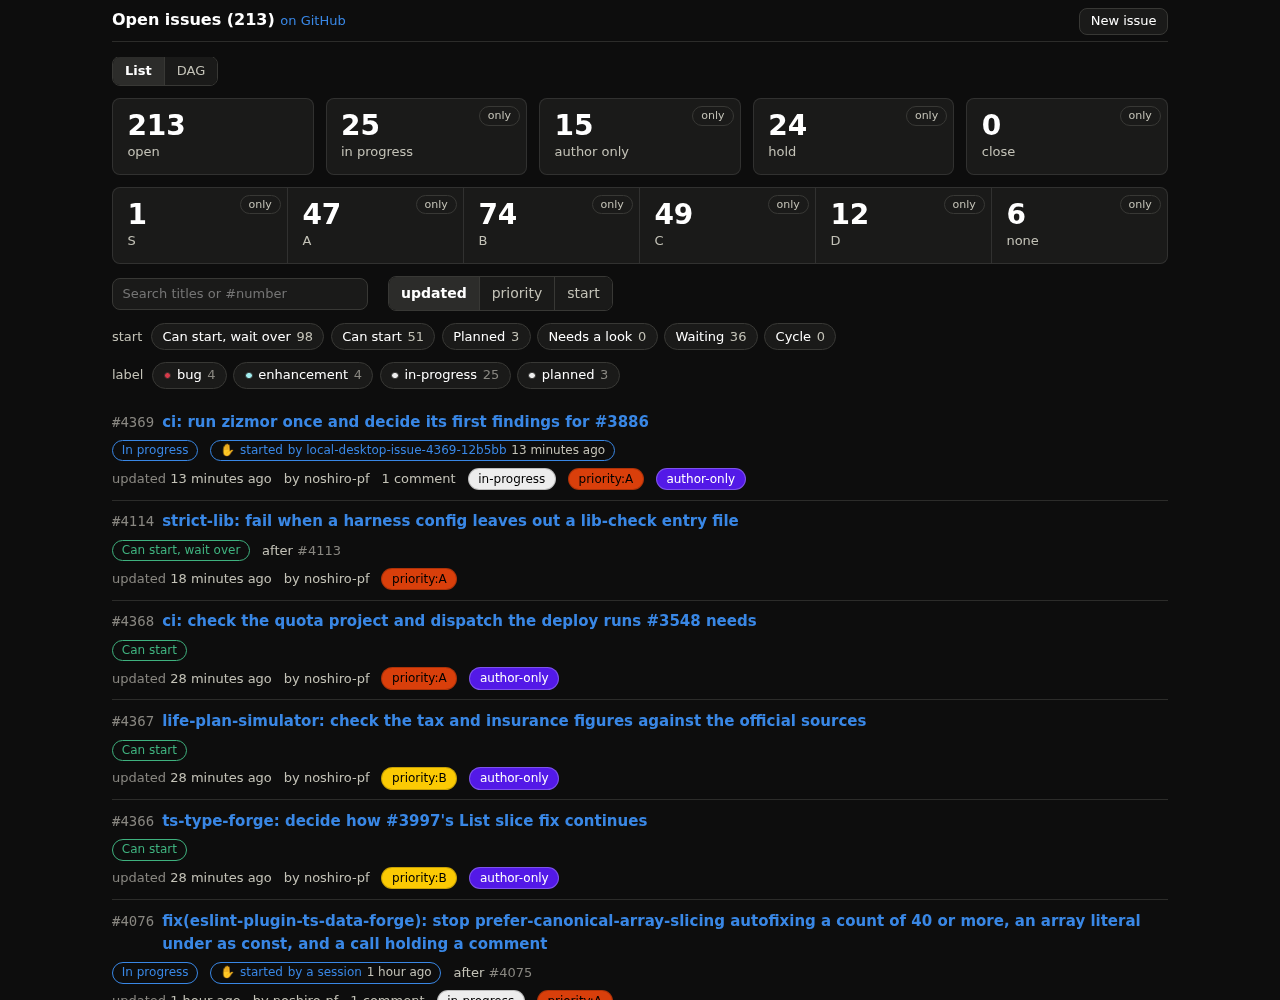 Open issues (213) on GitHub New issue
List DAG
213 open
25 in progress only
15 author only only
24 hold only
0 close only
1 S only
47 A only
74 B only
49 C only
12 D only
6 none only
Search titles or #number updated priority start
start Can start, wait over 98 Can start 51 Planned 3 Needs a look 0 Waiting 36 Cycle 0
label bug 4 enhancement 4 in-progress 25 planned 3
#4369 ci: run zizmor once and decide its first findings for #3886
In progress ✋ started by local-desktop-issue-4369-12b5bb 13 minutes ago
updated 13 minutes ago by noshiro-pf 1 comment in-progress priority:A author-only
#4114 strict-lib: fail when a harness config leaves out a lib-check entry file
Can start, wait over after #4113
updated 18 minutes ago by noshiro-pf priority:A
#4368 ci: check the quota project and dispatch the deploy runs #3548 needs
Can start
updated 28 minutes ago by noshiro-pf priority:A author-only
#4367 life-plan-simulator: check the tax and insurance figures against the official sources
Can start
updated 28 minutes ago by noshiro-pf priority:B author-only
#4366 ts-type-forge: decide how #3997's List slice fix continues
Can start
updated 28 minutes ago by noshiro-pf priority:B author-only
#4076 fix(eslint-plugin-ts-data-forge): stop prefer-canonical-array-slicing autofixing a count of 40 or more, an array literal
under as const, and a call holding a comment
In progress ✋ started by a session 1 hour ago after #4075
updated 1 hour ago by noshiro-pf 1 comment in-progress priority:A